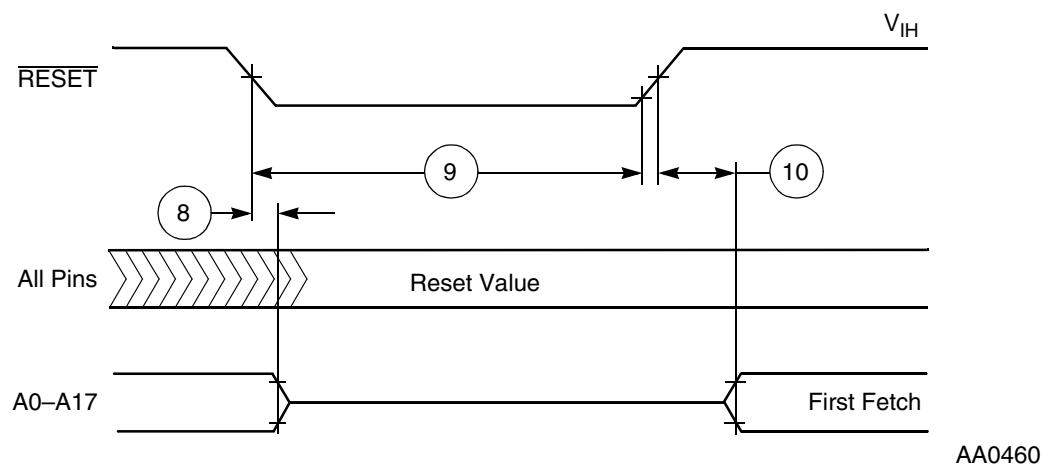 V_IH
RESET
9
10
8
All Pins
Reset Value
A0–A17
First Fetch
AA0460